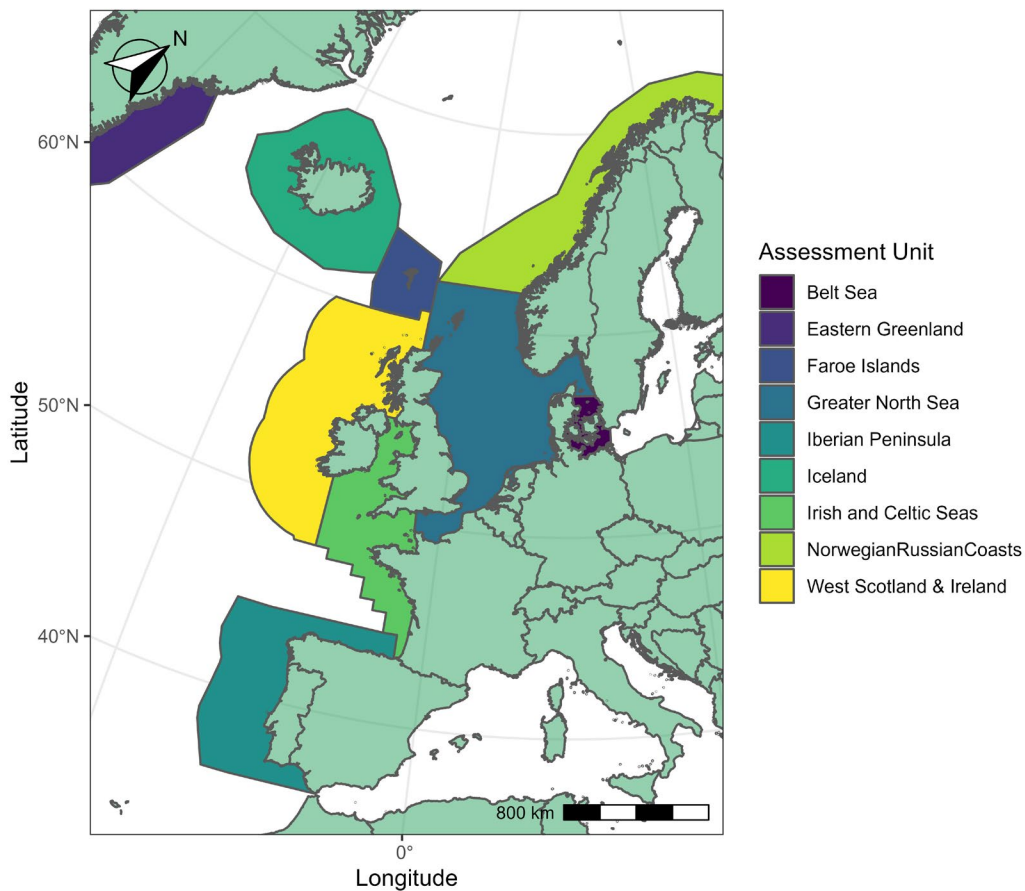 N
60°N
50°N
40°N
Latitude
800 km
0°
Longitude
Assessment Unit
Belt Sea
Eastern Greenland
Faroe Islands
Greater North Sea
Iberian Peninsula
Iceland
Irish and Celtic Seas
NorwegianRussianCoasts
West Scotland & Ireland